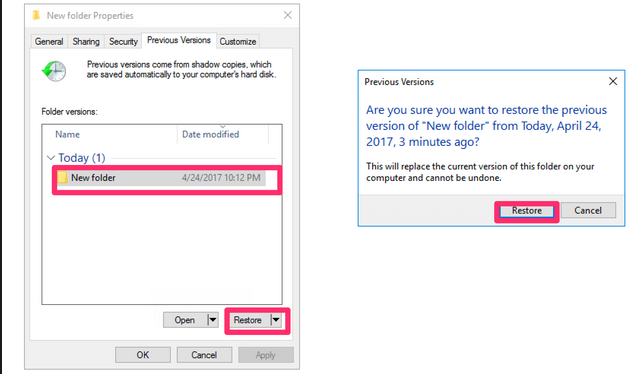 New folder Properties
General Sharing Security Previous Versions Customize
Previous versions come from shadow copies, which
are saved automatically to your computer's hard disk.
Folder versions:
Name Date modified
Today (1)
New folder 4/24/2017 10:12 PM
Open Restore
OK Cancel Apply
Previous Versions
Are you sure you want to restore the previous
version of "New folder" from Today, April 24,
2017, 3 minutes ago?
This will replace the current version of this folder on your
computer and cannot be undone.
Restore Cancel